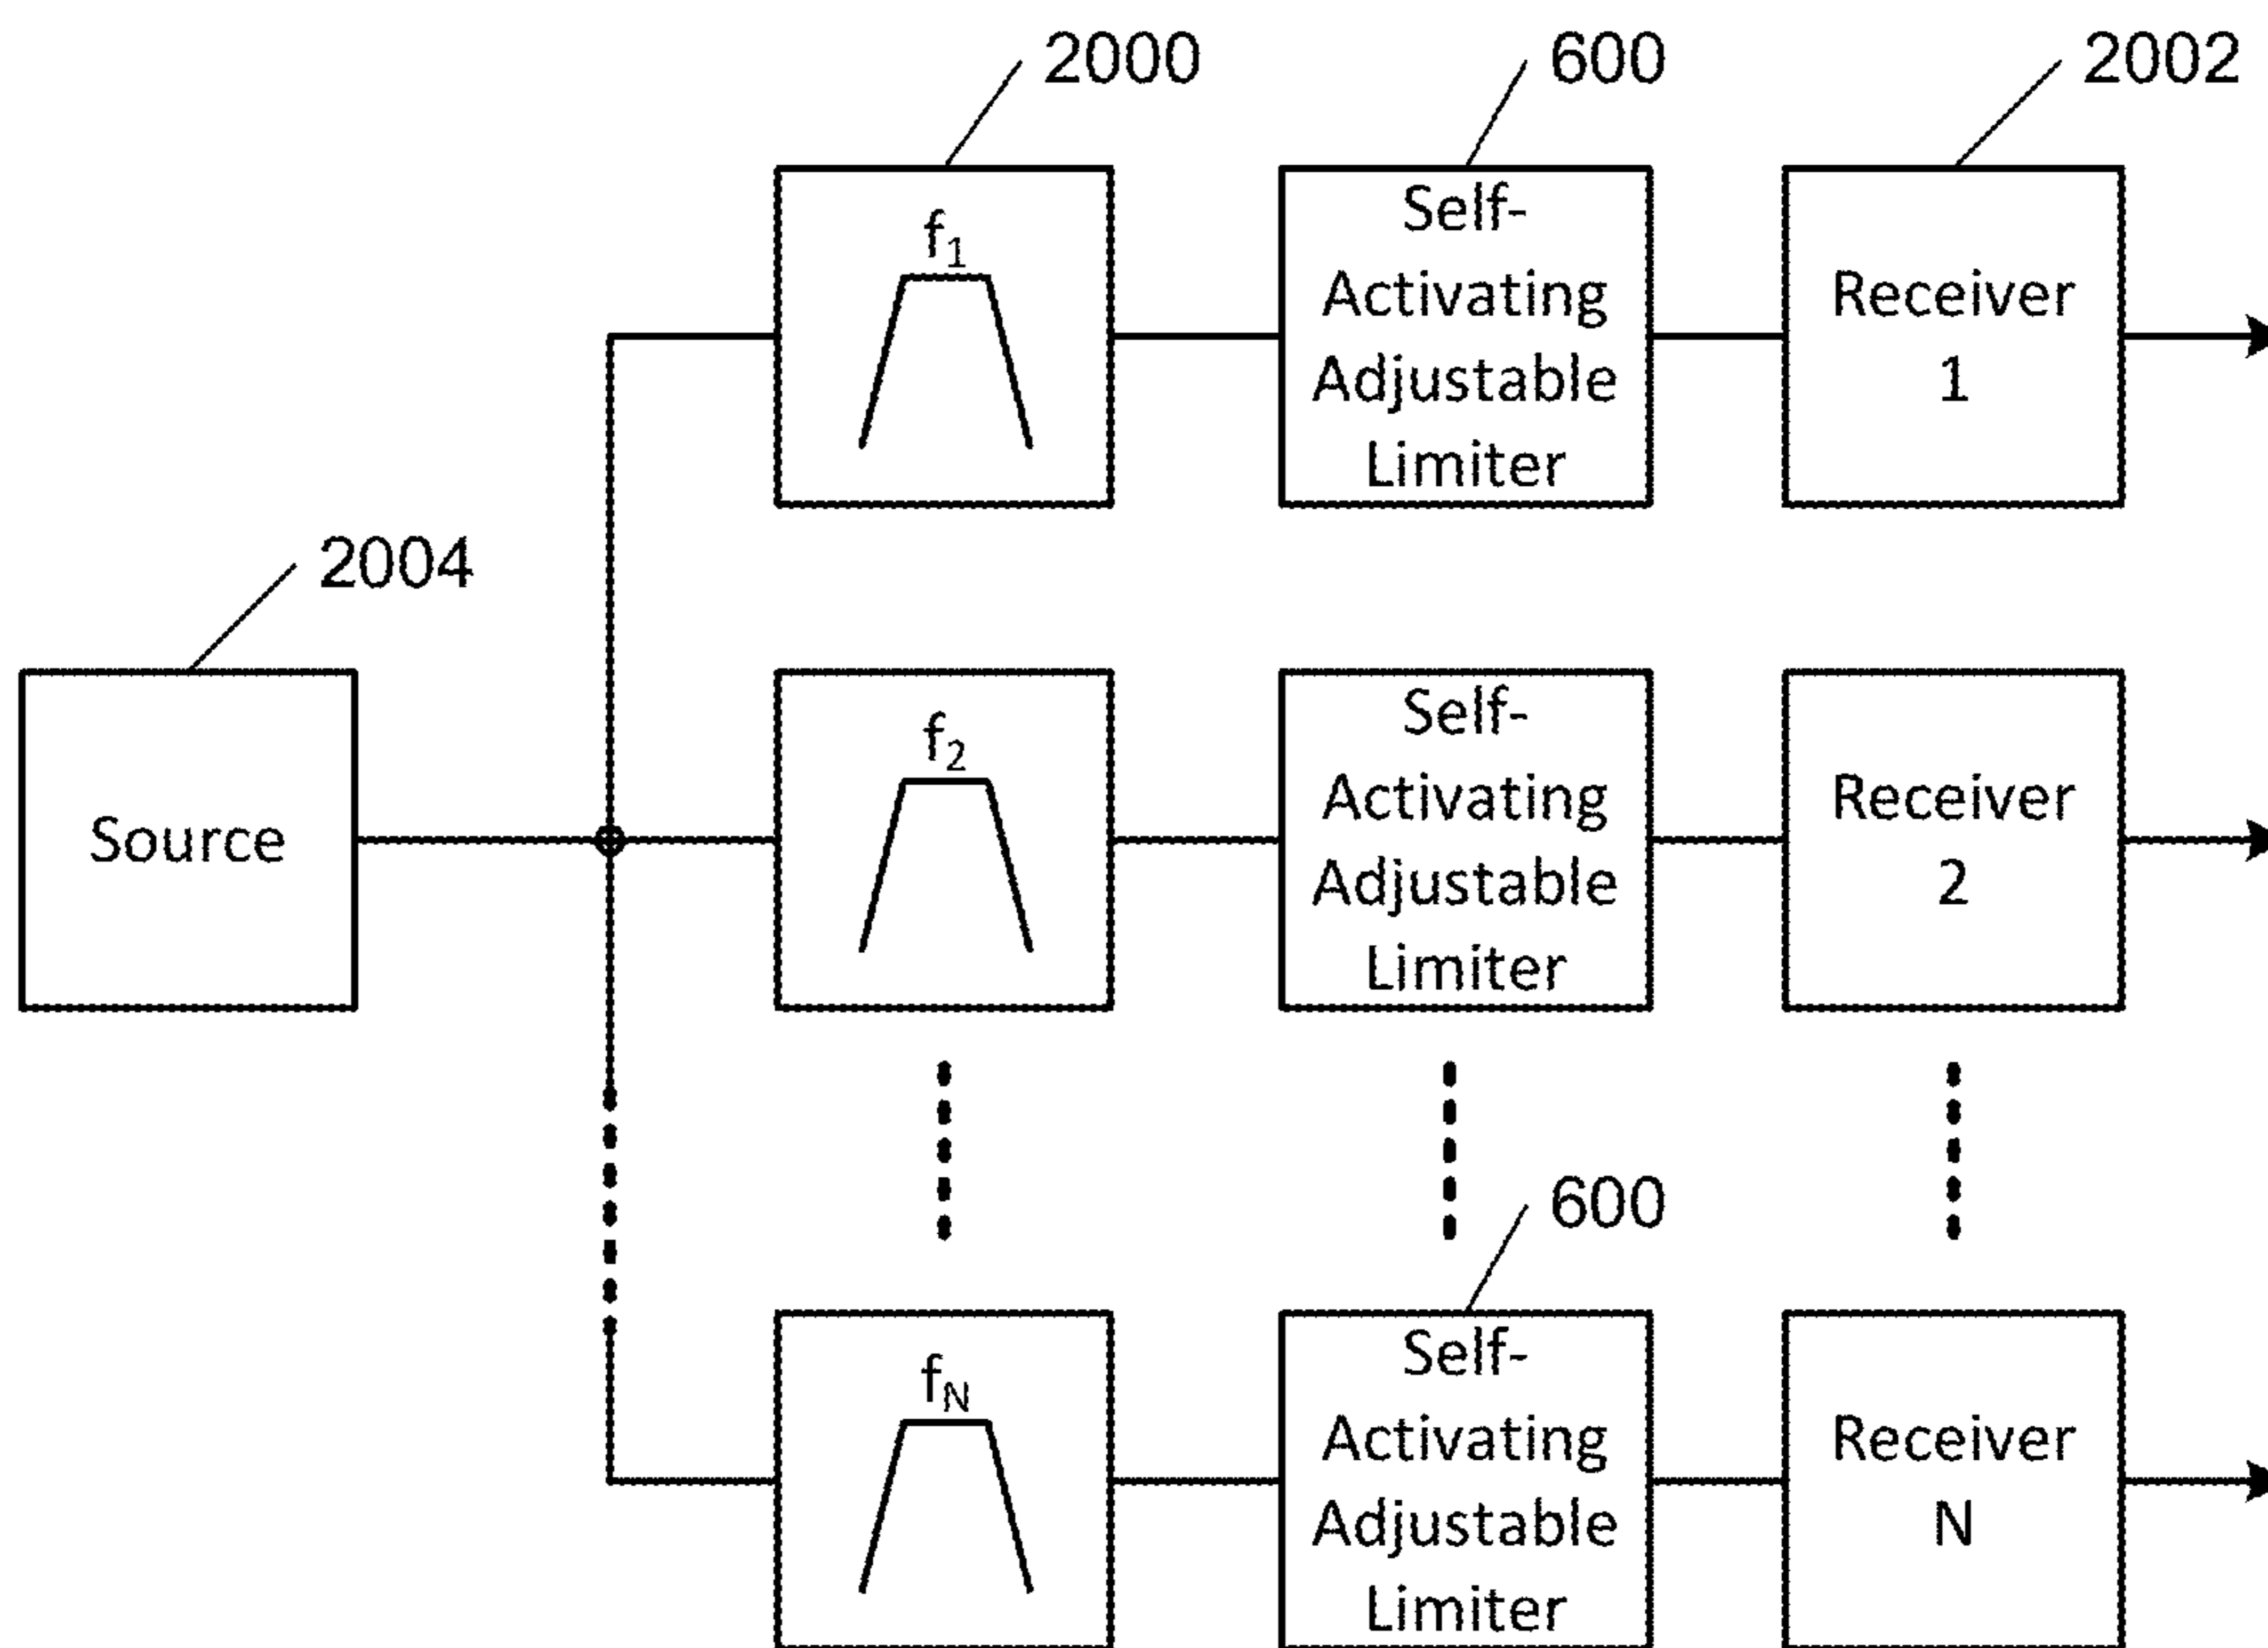 2000
600
2002
f₁
Self-
Activating
Adjustable
Limiter
Receiver
1
2004
Source
f₂
Self-
Activating
Adjustable
Limiter
Receiver
2
600
f_N
Self-
Activating
Adjustable
Limiter
Receiver
N